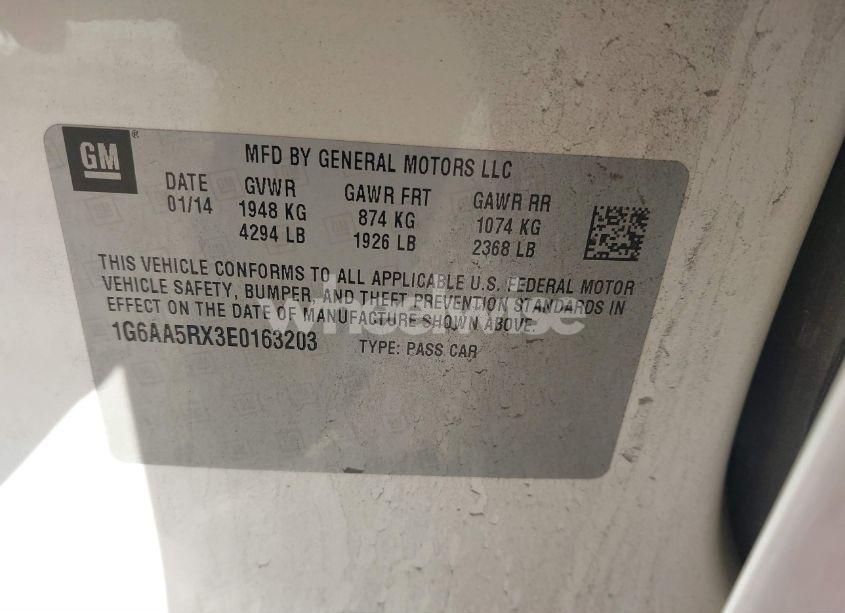 GM
MFD BY GENERAL MOTORS LLC
DATE GVWR GAWR FRT GAWR RR
01/14 1948 KG 874 KG 1074 KG
4294 LB 1926 LB 2368 LB
THIS VEHICLE CONFORMS TO ALL APPLICABLE U.S. FEDERAL MOTOR
VEHICLE SAFETY, BUMPER, AND THEFT PREVENTION STANDARDS IN
EFFECT ON THE DATE OF MANUFACTURE SHOWN ABOVE.
1G6AA5RX3E0163203 TYPE: PASS CAR